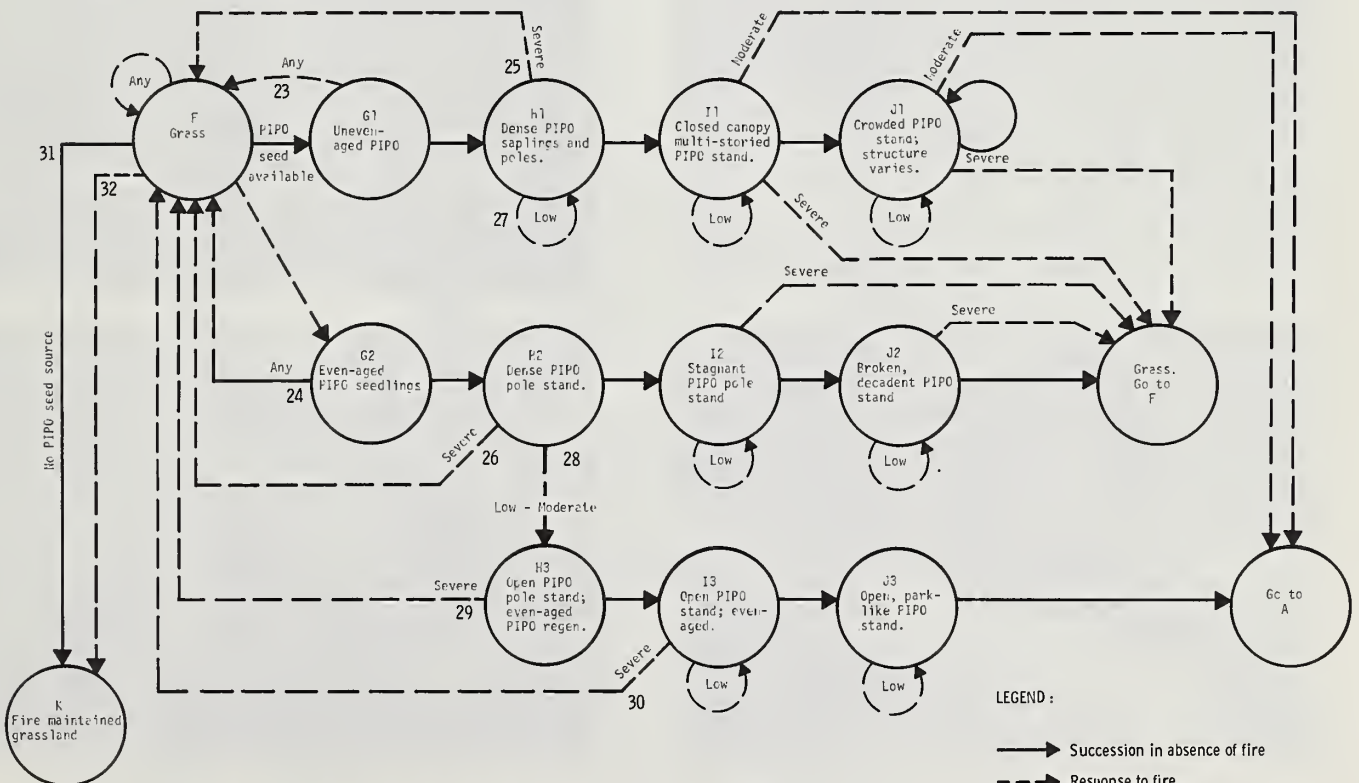 Severe
25
Any
23
Any
F
Grass
PIPO
seed
available
31
32
G1
Uneven-
aged PIPO
H1
Dense PIPO
saplings and
poles.
27
Low
Moderate
I1
Closed canopy
multi-storied
PIPO stand.
Low
Severe
Moderate
J1
Crowded PIPO
stand;
structure
varies.
Severe
Low
No PIPO seed source
Any
24
G2
Even-aged
PIPO seedlings
H2
Dense PIPO
pole stand.
Severe
26
28
Low - Moderate
Severe
I2
Stagnant
PIPO pole
stand
Low
Severe
J2
Broken,
decadent PIPO
stand
Low
Grass.
Go to
F
Severe
29
H3
Open PIPO
pole stand;
even-aged
PIPO regen.
Severe
30
I3
Open PIPO
stand; even-
aged.
Low
J3
Open, park-
like PIPO
stand.
Low
Go to
A
K
Fire maintained
grassland
LEGEND :
Succession in absence of fire
Response to fire